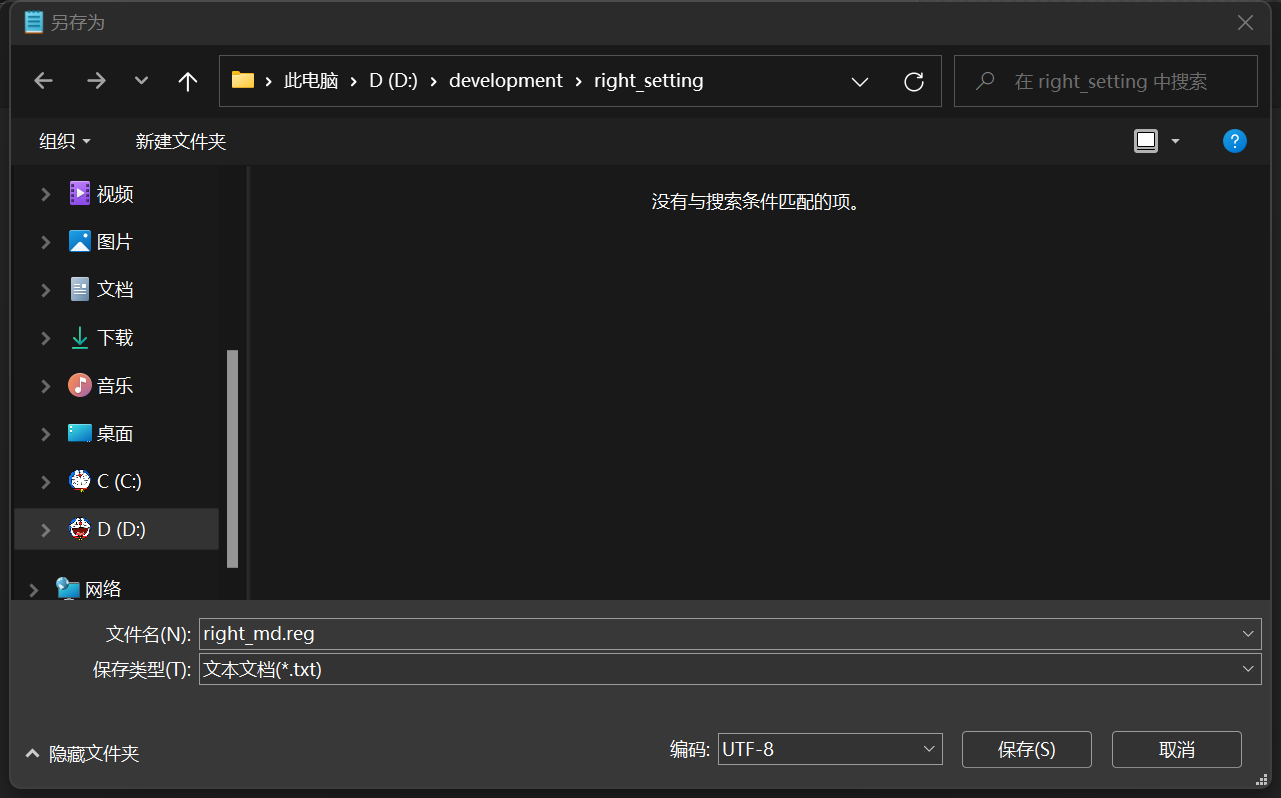 另存为
此电脑 › D (D:) › development › right_setting
在 right_setting 中搜索
组织
新建文件夹
?
视频
图片
文档
下载
音乐
桌面
C (C:)
D (D:)
网络
没有与搜索条件匹配的项。
文件名(N): right_md.reg
保存类型(T): 文本文档(*.txt)
隐藏文件夹
编码: UTF-8
保存(S)
取消